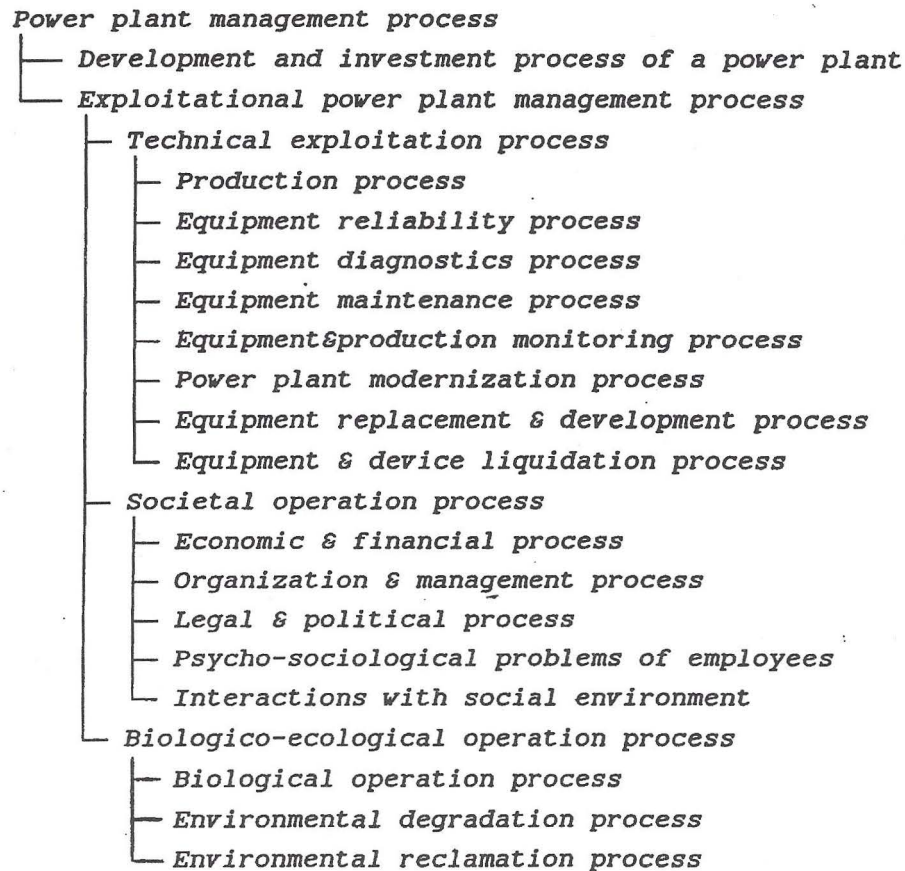 Power plant management process
Development and investment process of a power plant
Exploitational power plant management process
Technical exploitation process
Production process
Equipment reliability process
Equipment diagnostics process
Equipment maintenance process
Equipment&production monitoring process
Power plant modernization process
Equipment replacement & development process
Equipment & device liquidation process
Societal operation process
Economic & financial process
Organization & management process
Legal & political process
Psycho-sociological problems of employees
Interactions with social environment
Biologico-ecological operation process
Biological operation process
Environmental degradation process
Environmental reclamation process